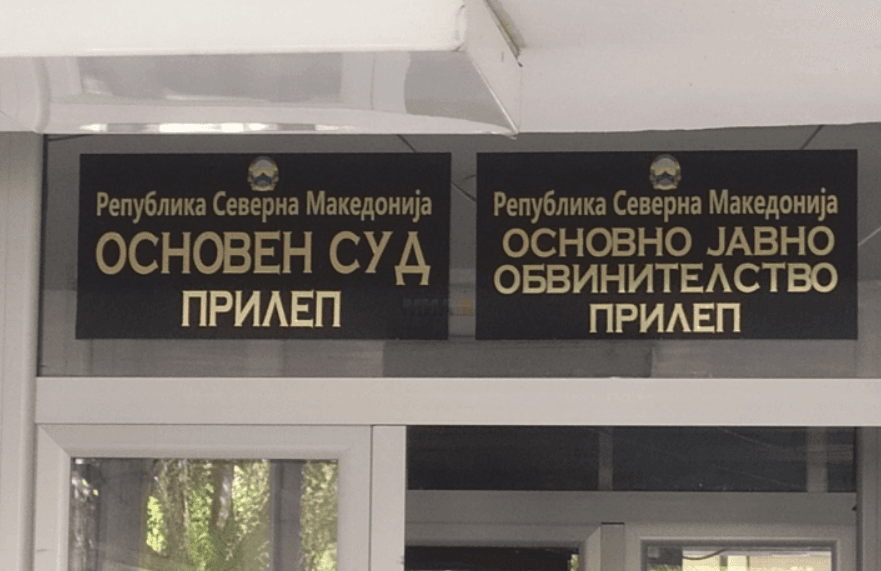 Република Северна Македонија
ОСНОВЕН СУД
ПРИЛЕП
Република Северна Македонија
ОСНОВНО ЈАВНО
ОБВИНИТЕЛСТВО
ПРИЛЕП